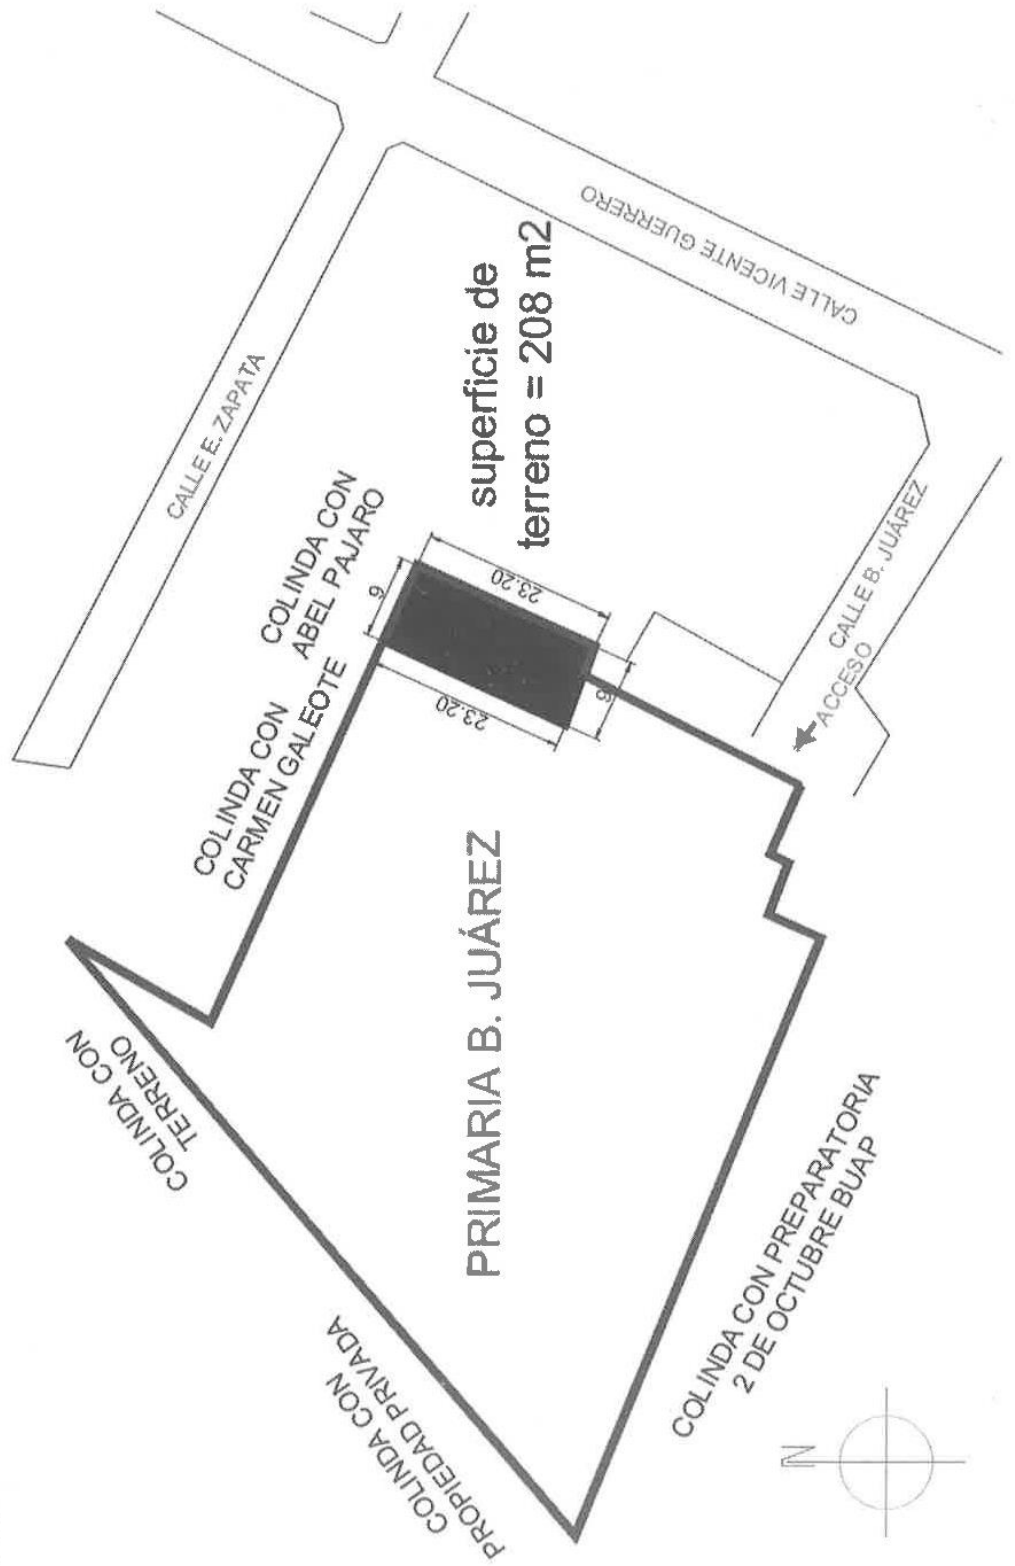 CALLE E. ZAPATA
CALLE VICENTE GUERRERO
superficie de
terreno = 208 m2
COLINDA CON
ABEL PAJARO
9
23.20
23.20
9
COLINDA CON
CARMEN GALEOTE
CALLE B. JUÁREZ
ACCESO
PRIMARIA B. JUÁREZ
COLINDA CON
TERRENO
COLINDA CON
PROPIEDAD PRIVADA
COLINDA CON PREPARATORIA
2 DE OCTUBRE BUAP
N